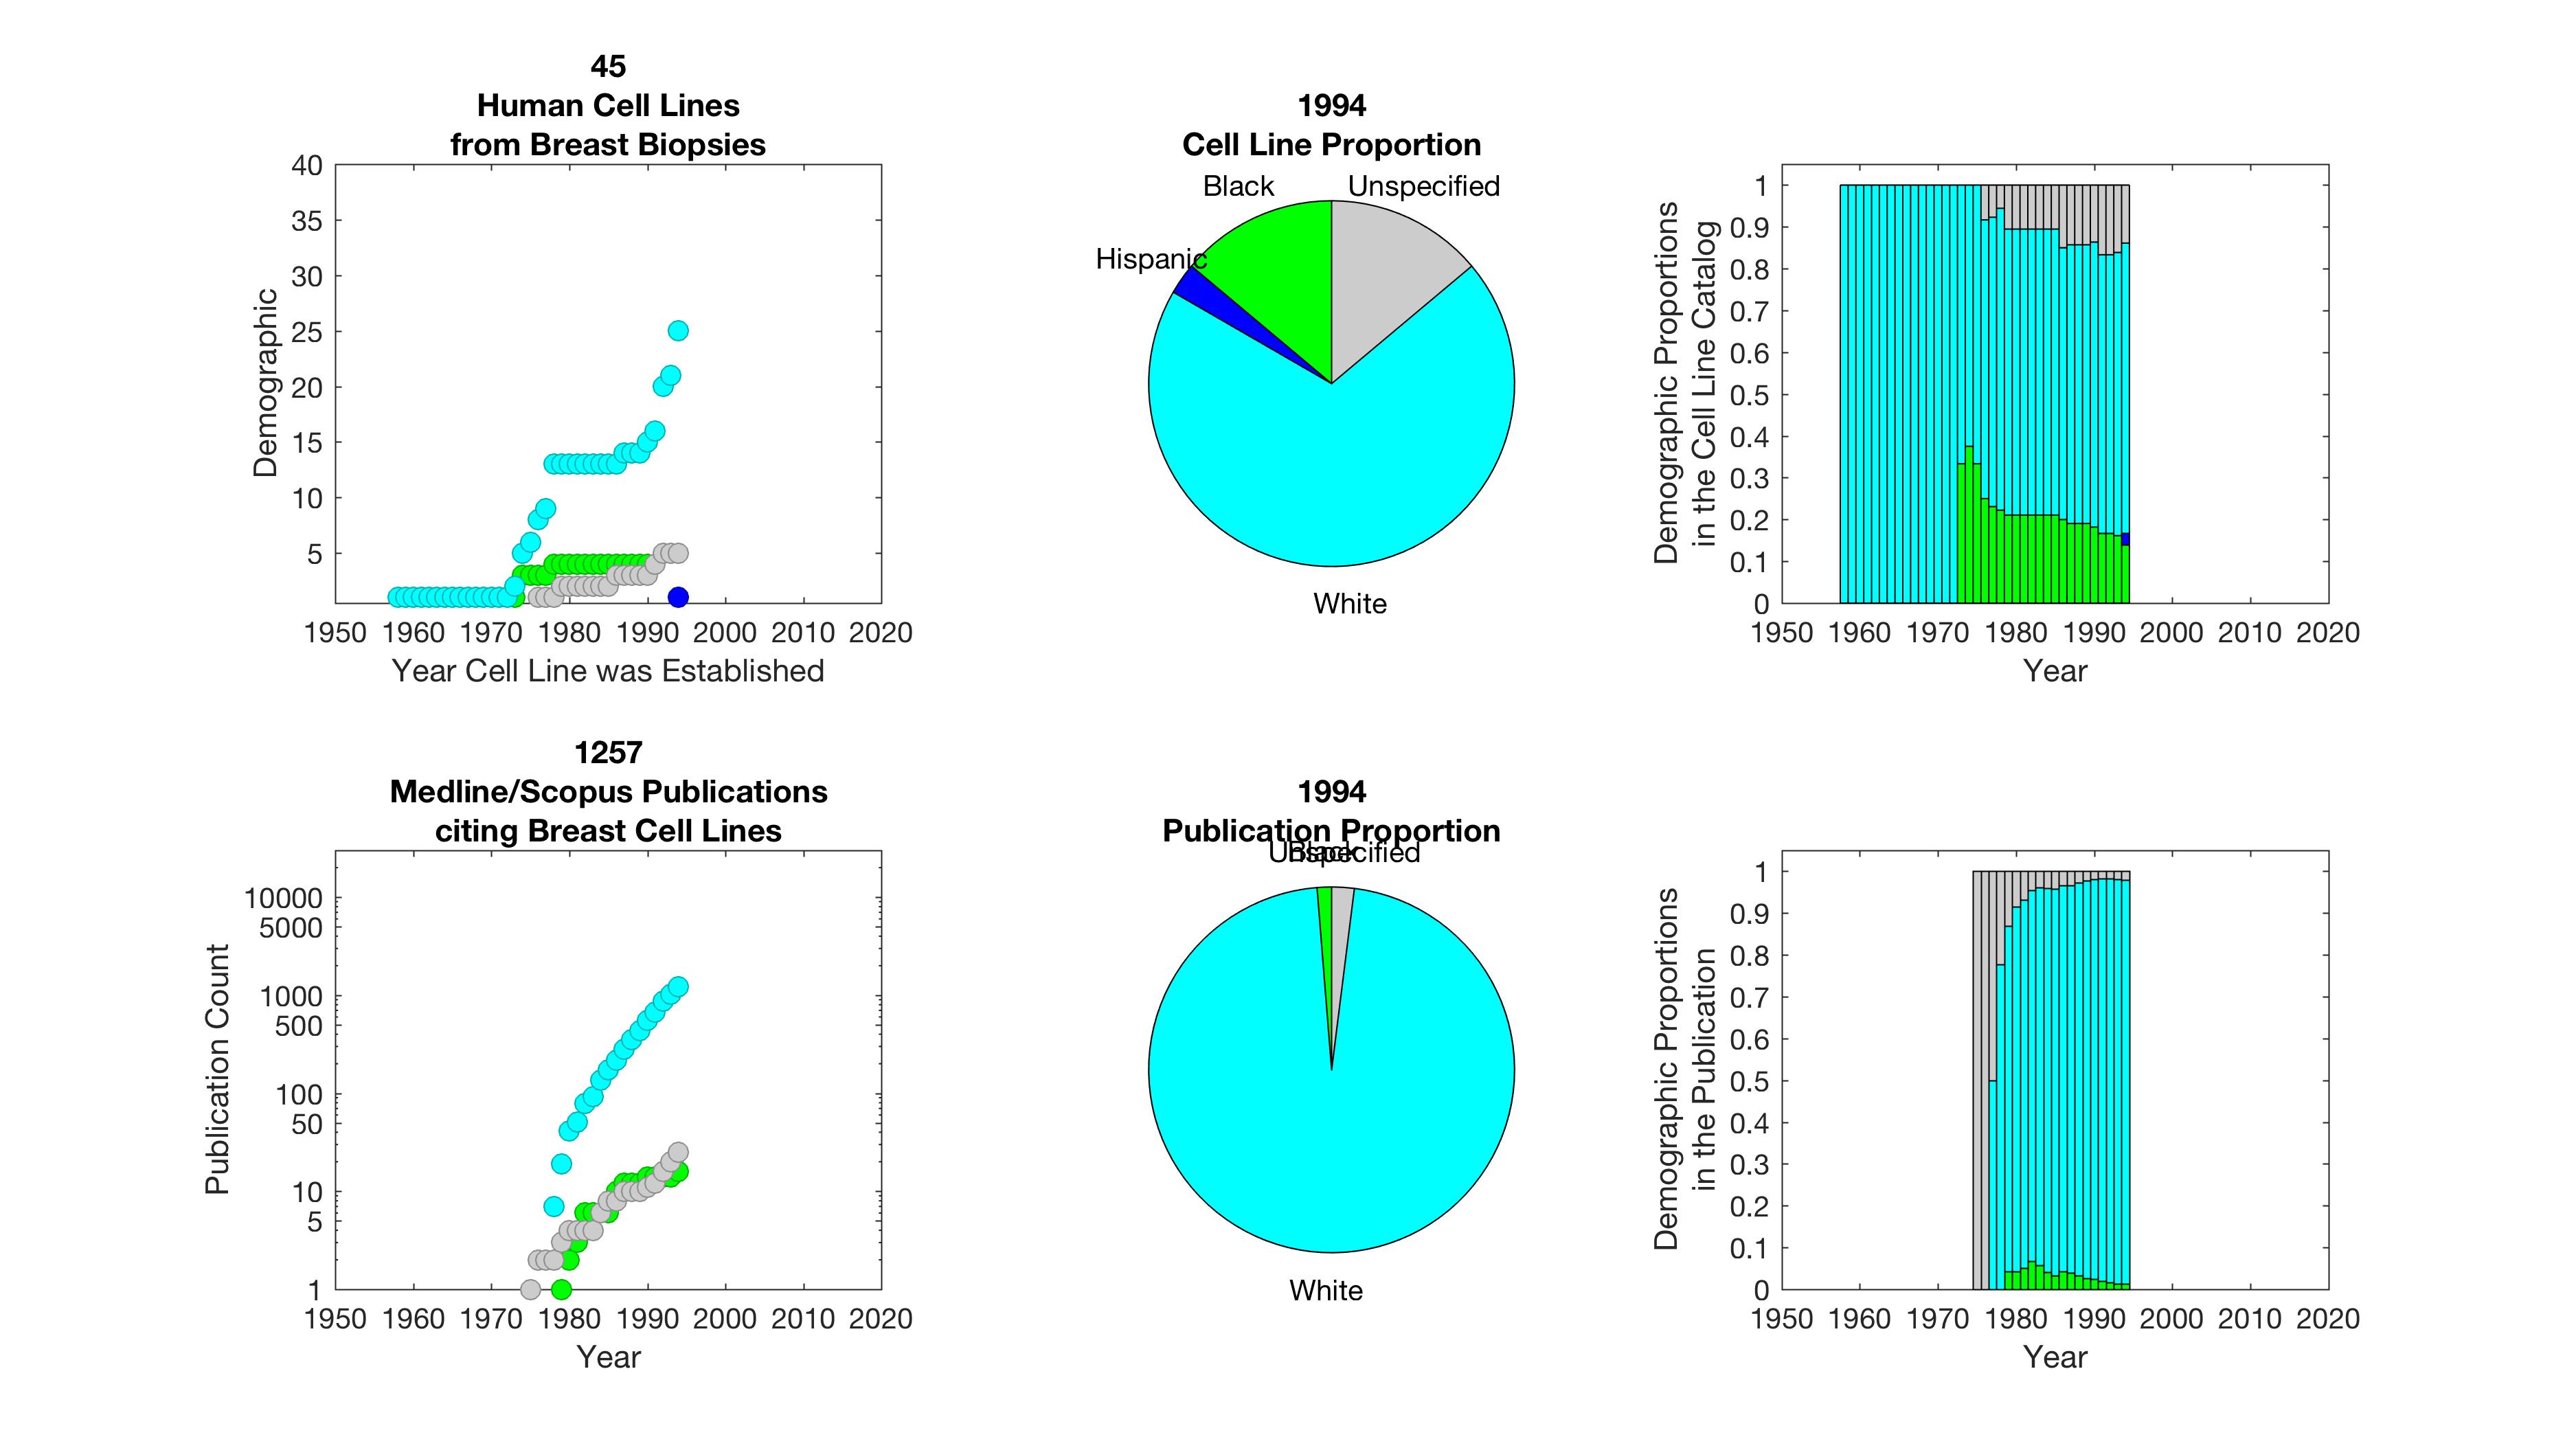 45
Human Cell Lines
from Breast Biopsies
40
35
30
25
20
15
10
5
Demographic
1950 1960 1970 1980 1990 2000 2010 2020
Year Cell Line was Established
1994
Cell Line Proportion
Black
Unspecified
Hispanic
White
1
0.9
0.8
0.7
0.6
0.5
0.4
0.3
0.2
0.1
0
Demographic Proportions
in the Cell Line Catalog
1950 1960 1970 1980 1990 2000 2010 2020
Year
1257
Medline/Scopus Publications
citing Breast Cell Lines
10000
5000
1000
500
100
50
10
5
1
Publication Count
1950 1960 1970 1980 1990 2000 2010 2020
Year
1994
Publication Proportion
Black
Unspecified
White
1
0.9
0.8
0.7
0.6
0.5
0.4
0.3
0.2
0.1
0
Demographic Proportions
in the Publication
1950 1960 1970 1980 1990 2000 2010 2020
Year